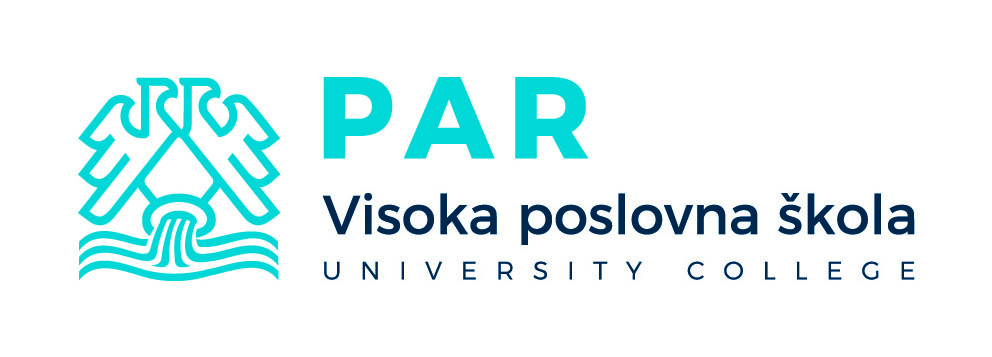 PAR
Visoka poslovna škola
UNIVERSITY COLLEGE